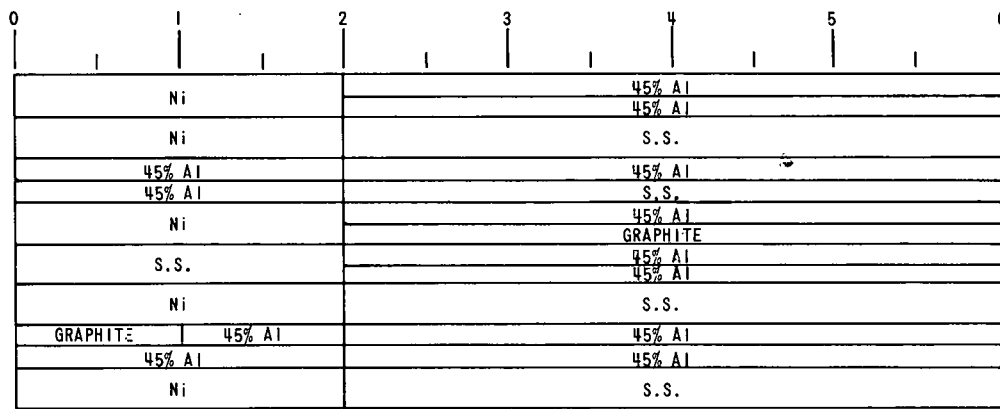 0 1 2 3 4 5 6
45% Al
Ni
45% Al
Ni S.S.
45% Al 45% Al
45% Al S.S.
45% Al
Ni
GRAPHITE
45% Al
S.S.
45% Al
Ni S.S.
GRAPHITE 45% Al 45% Al
45% Al 45% Al
Ni S.S.